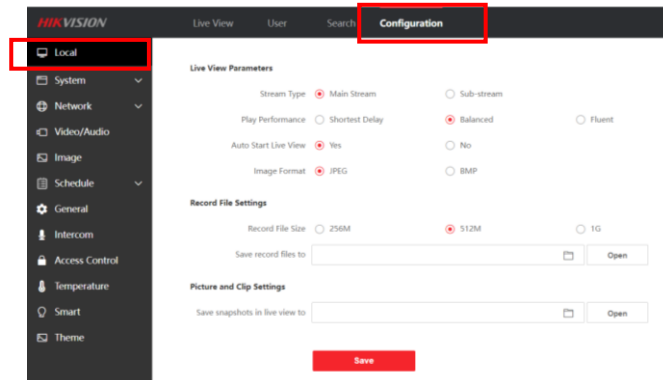 HIKVISION Live View User Search Configuration
Local
System
Network
Video/Audio
Image
Schedule
General
Intercom
Access Control
Temperature
Smart
Theme
Live View Parameters
Stream Type Main Stream Sub-stream
Play Performance Shortest Delay Balanced Fluent
Auto Start Live View Yes No
Image Format JPEG BMP
Record File Settings
Record File Size 256M 512M 1G
Save record files to Open
Picture and Clip Settings
Save snapshots in live view to Open
Save